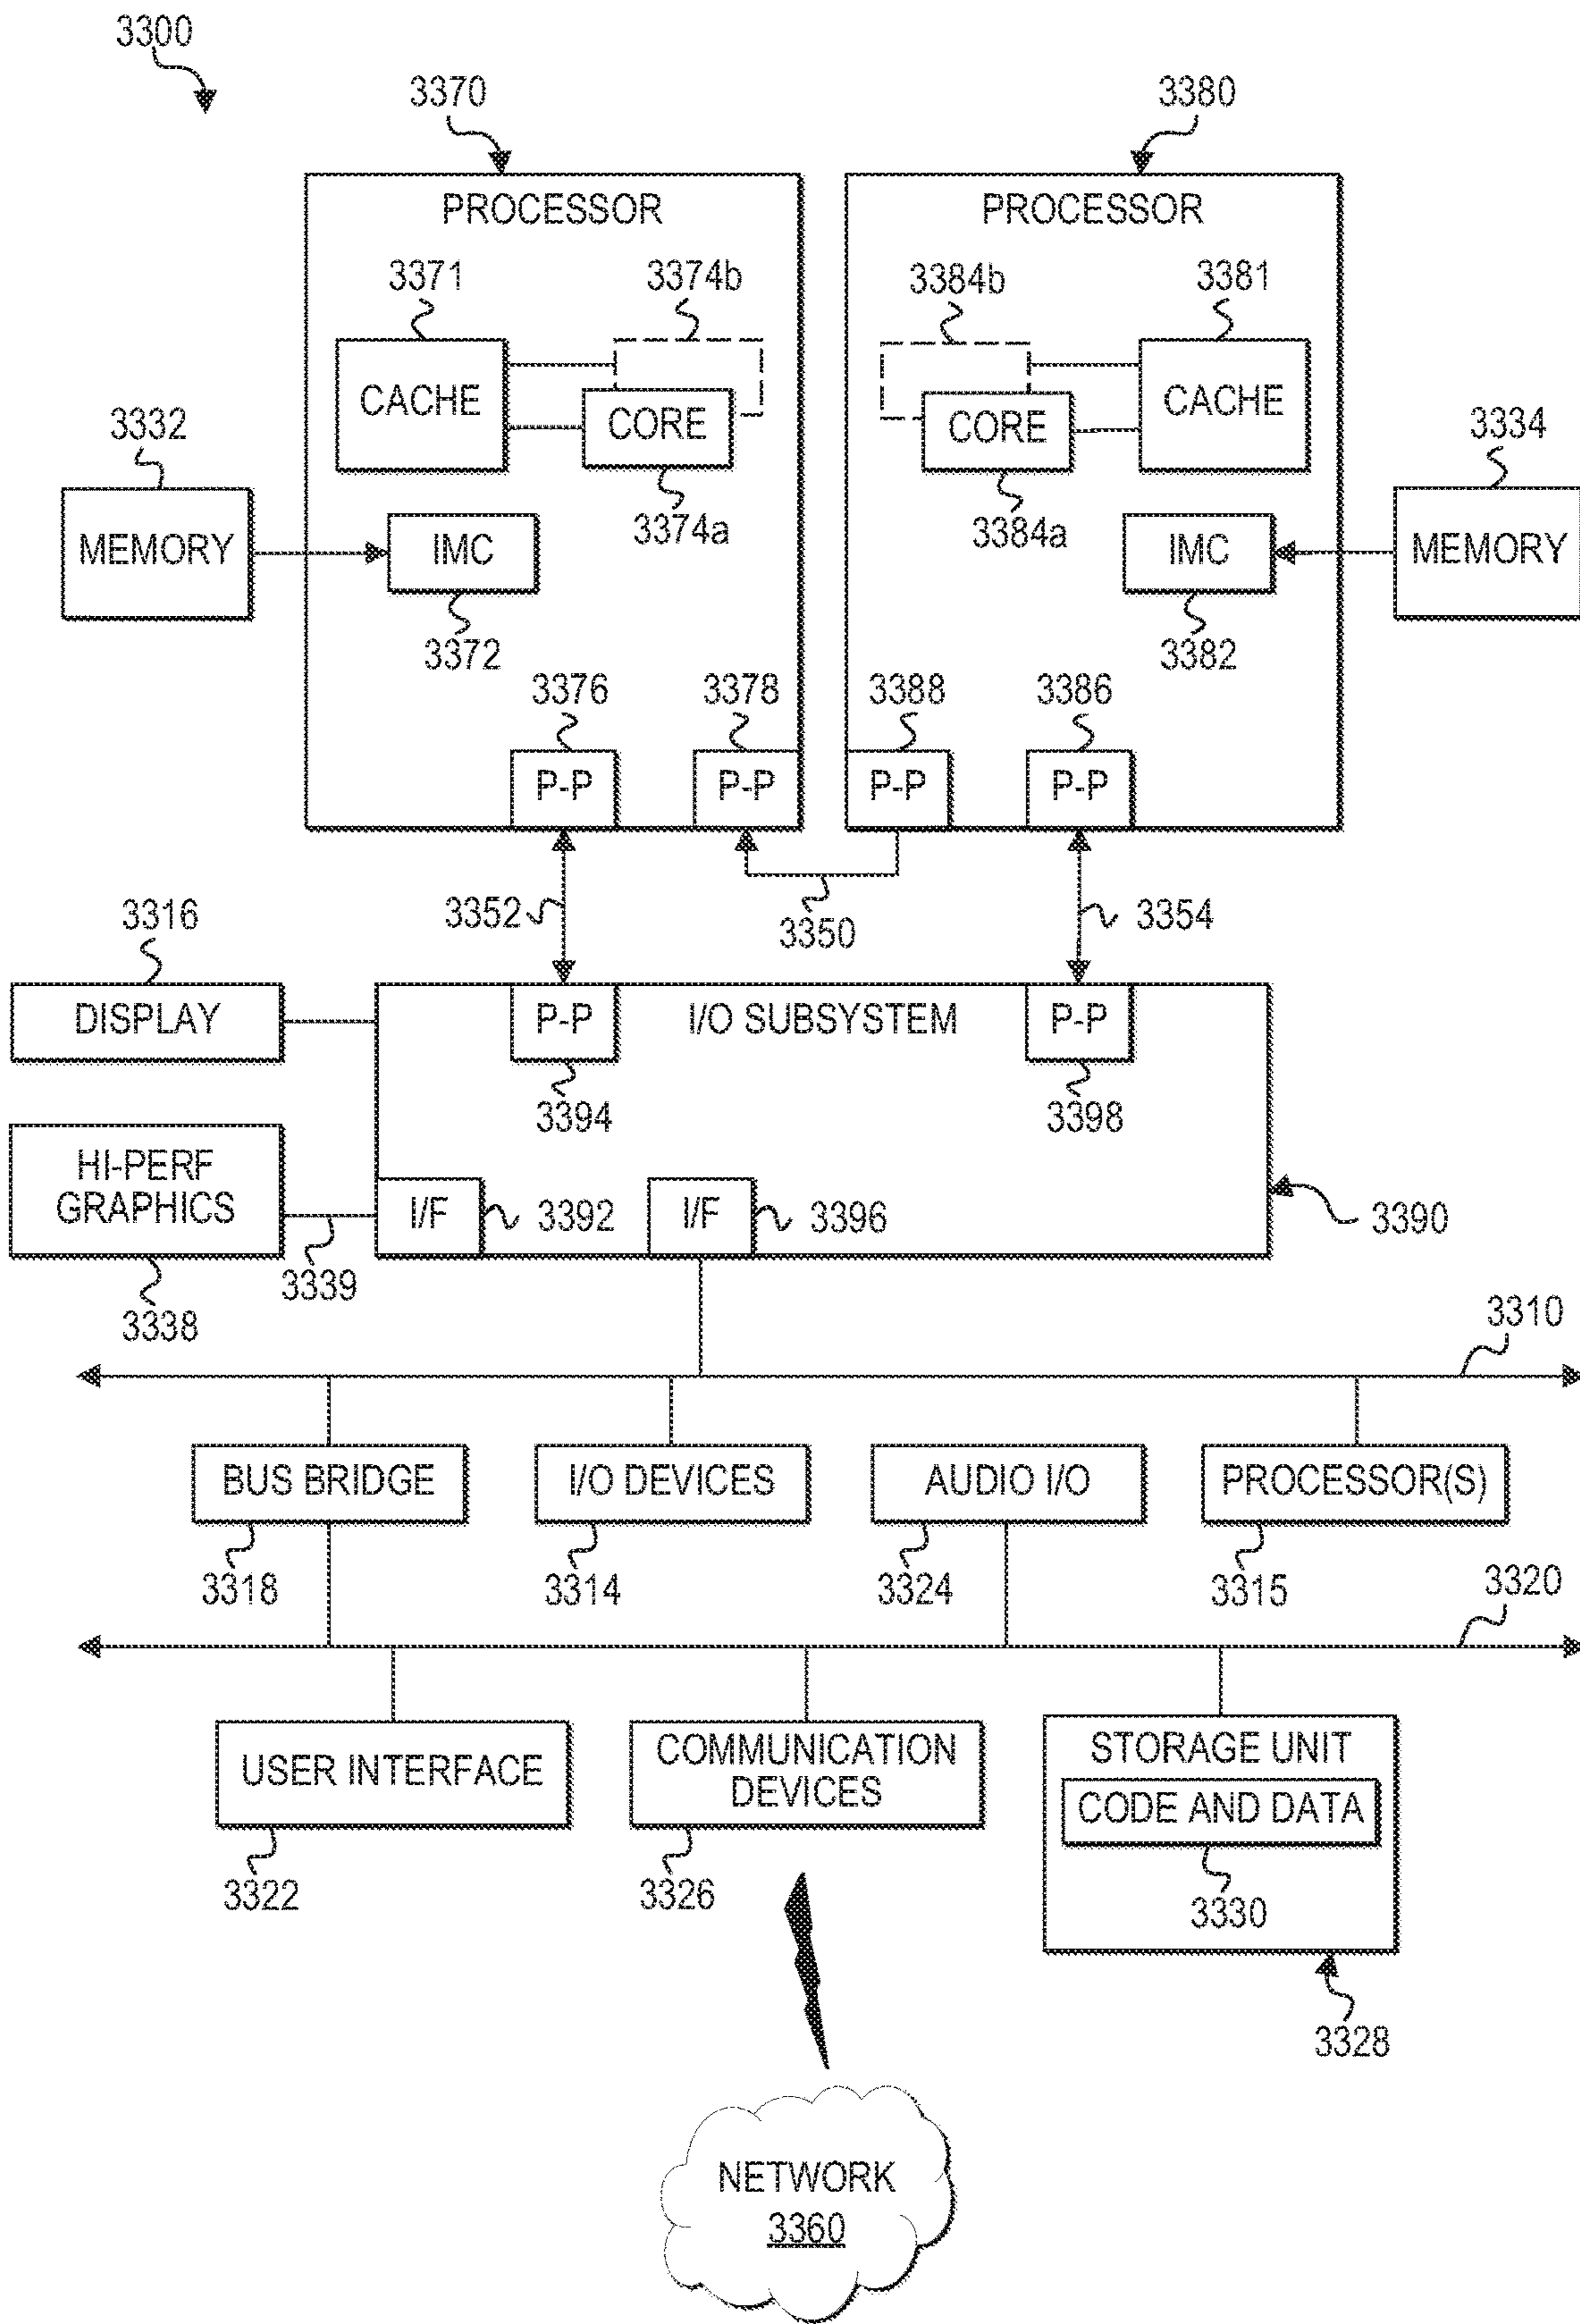 3300
3370
3380
PROCESSOR
PROCESSOR
3371
3374b
3384b
3381
CACHE
CORE
CORE
CACHE
3332
3334
3374a
3384a
MEMORY
IMC
IMC
MEMORY
3372
3382
3376
3378
3388
3386
P-P
P-P
P-P
P-P
3352
3350
3354
3316
DISPLAY
P-P
I/O SUBSYSTEM
P-P
3394
3398
HI-PERF
GRAPHICS
I/F
3392
I/F
3396
3390
3339
3338
3310
BUS BRIDGE
I/O DEVICES
AUDIO I/O
PROCESSOR(S)
3318
3314
3324
3315
3320
USER INTERFACE
COMMUNICATION
DEVICES
STORAGE UNIT
CODE AND DATA
3322
3326
3330
3328
NETWORK
3360